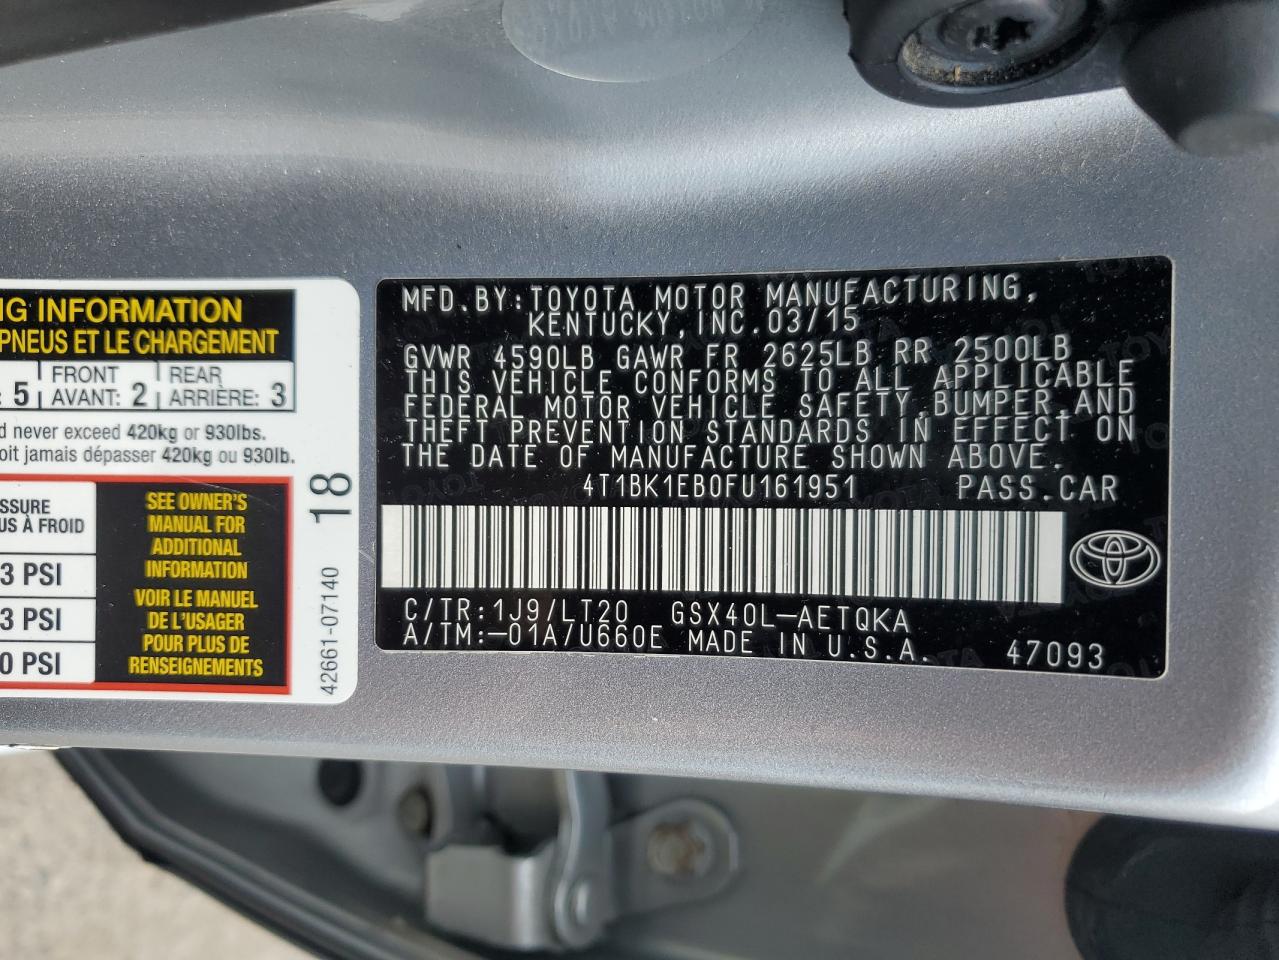 TOYOTA MOTOR
NG INFORMATION
PNEUS ET LE CHARGEMENT
: 5 FRONT AVANT: 2 REAR ARRIÈRE: 3
d never exceed 420kg or 930lbs.
oit jamais dépasser 420kg ou 930lb.
SSURE
US À FROID
3 PSI
3 PSI
0 PSI
SEE OWNER'S
MANUAL FOR
ADDITIONAL
INFORMATION
VOIR LE MANUEL
DE L'USAGER
POUR PLUS DE
RENSEIGNEMENTS
18
42661-07140
MFD.BY:TOYOTA MOTOR MANUFACTURING,
KENTUCKY,INC.03/15
GVWR 4590LB GAWR FR 2625LB RR 2500LB
THIS VEHICLE CONFORMS TO ALL APPLICABLE
FEDERAL MOTOR VEHICLE SAFETY,BUMPER,AND
THEFT PREVENTION STANDARDS IN EFFECT ON
THE DATE OF MANUFACTURE SHOWN ABOVE.
4T1BK1EB0FU161951 PASS.CAR
C/TR:1J9/LT20 GSX40L-AETQKA
A/TM:-01A/U660E MADE IN U.S.A. 47093